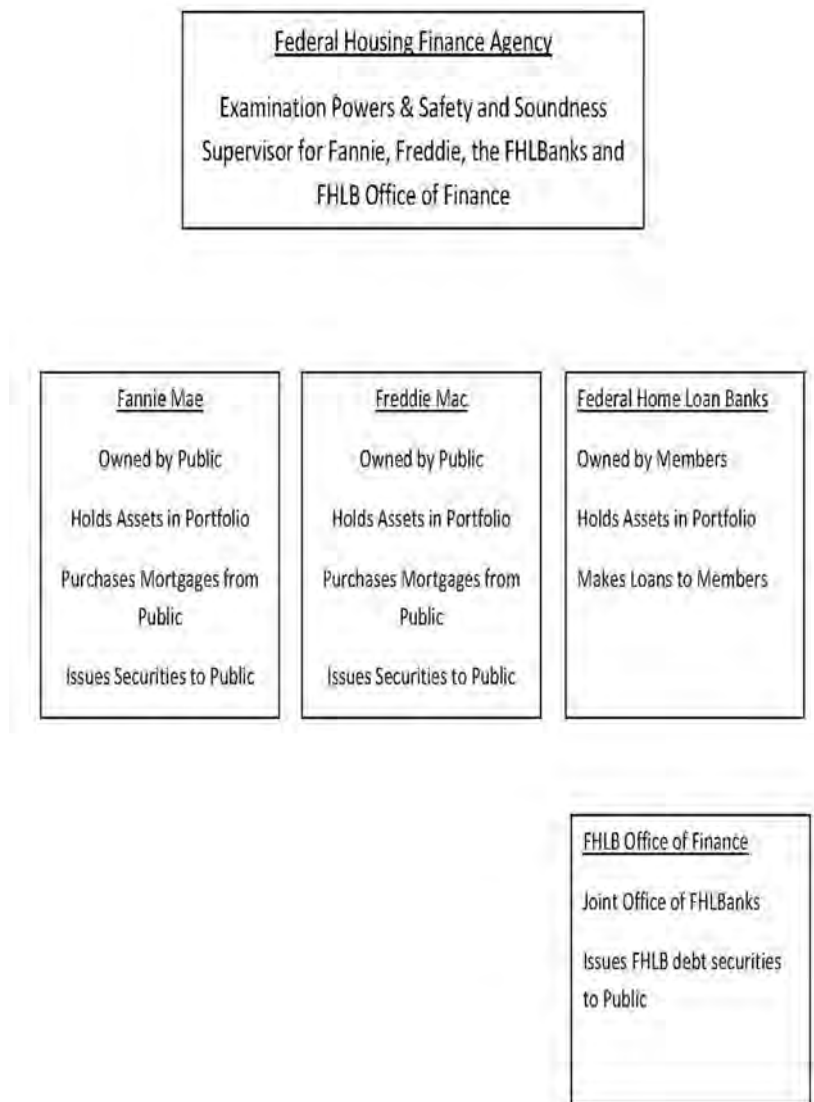 Federal Housing Finance Agency
Examination Powers & Safety and Soundness
Supervisor for Fannie, Freddie, the FHLBanks and
FHLB Office of Finance
Fannie Mae
Owned by Public
Holds Assets in Portfolio
Purchases Mortgages from
Public
Issues Securities to Public
Freddie Mac
Owned by Public
Holds Assets in Portfolio
Purchases Mortgages from
Public
Issues Securities to Public
Federal Home Loan Banks
Owned by Members
Holds Assets in Portfolio
Makes Loans to Members
FHLB Office of Finance
Joint Office of FHLBanks
Issues FHLB debt securities
to Public